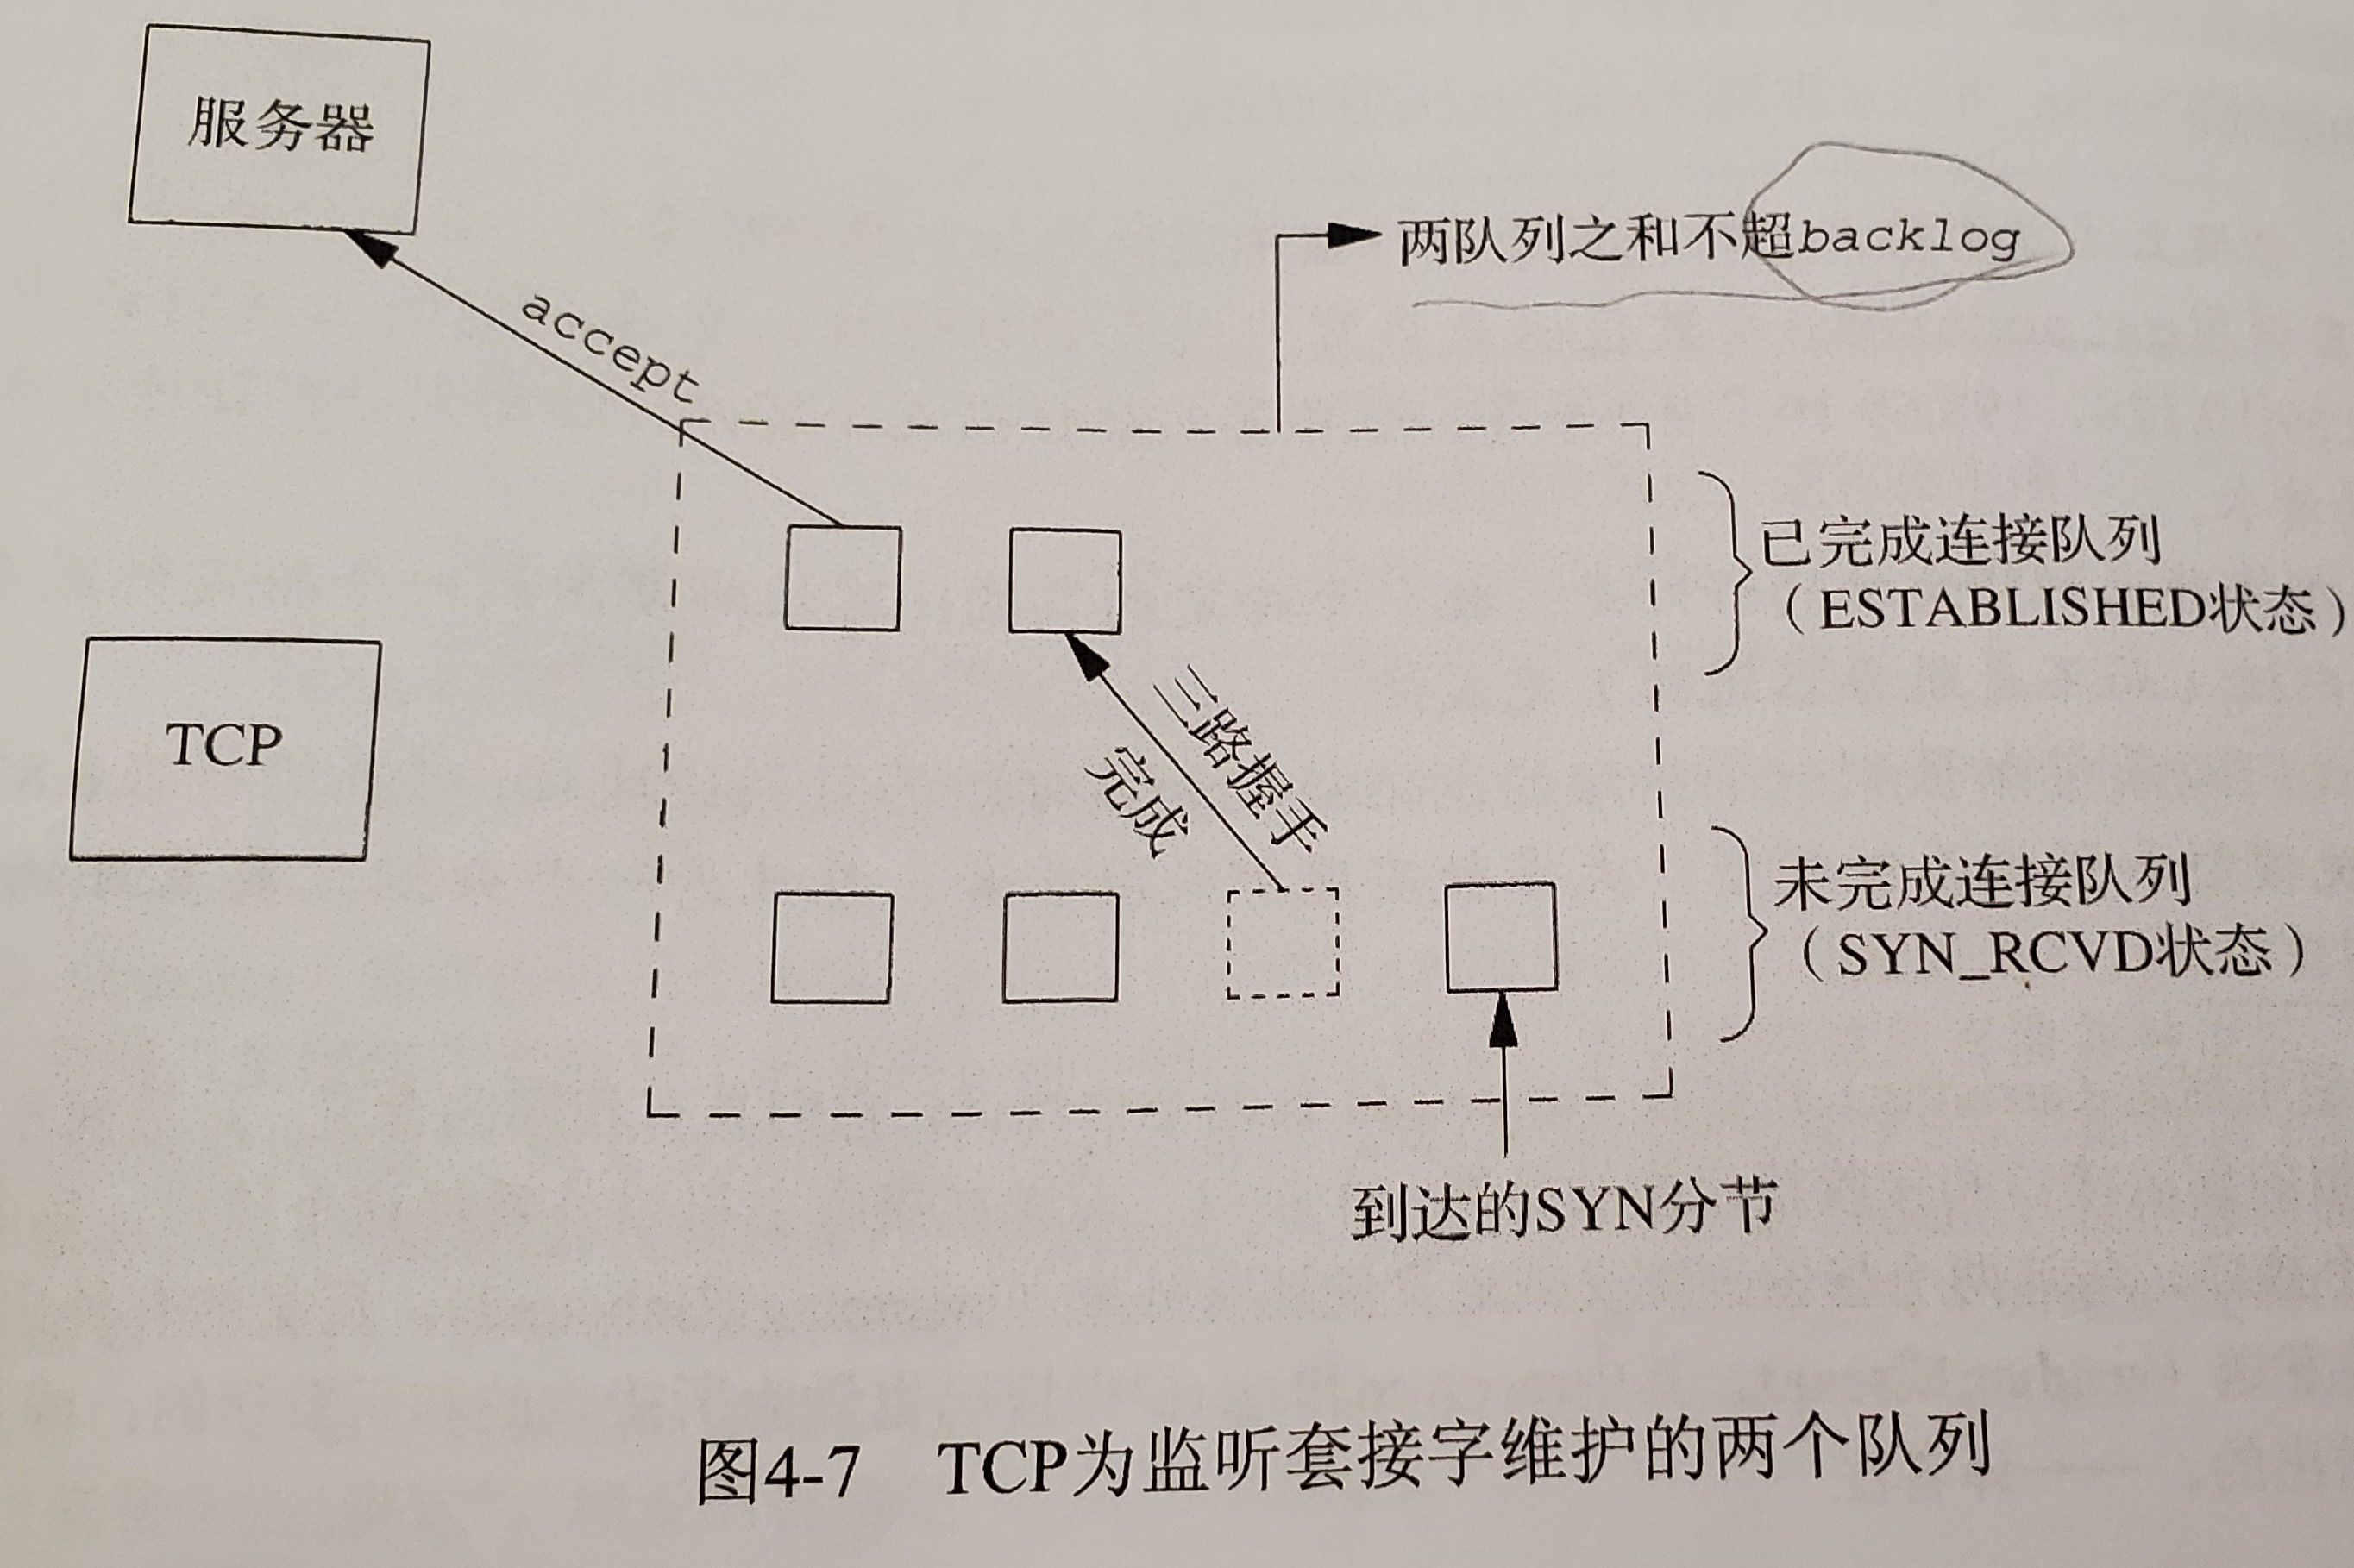 服务器
两队列之和不超backlog
accept
已完成连接队列
（ESTABLISHED状态）
TCP
三路握手
完成
未完成连接队列
（SYN_RCVD状态）
到达的SYN分节
图4-7 TCP为监听套接字维护的两个队列